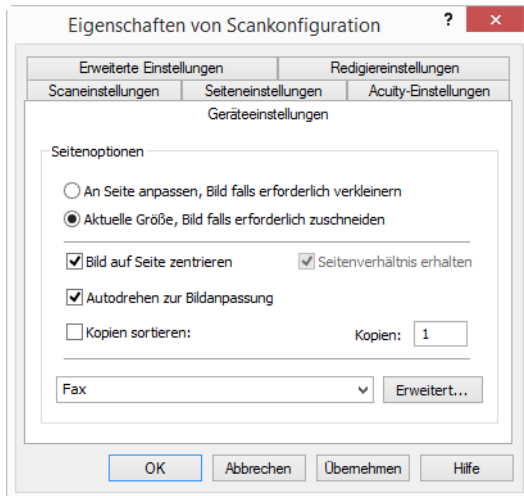 Eigenschaften von Scankonfiguration ?
Erweiterte Einstellungen Redigiereinstellungen
Scaneinstellungen Seiteneinstellungen Acuity-Einstellungen
Geräteeinstellungen
Seitenoptionen
An Seite anpassen, Bild falls erforderlich verkleinern
Aktuelle Größe, Bild falls erforderlich zuschneiden
Bild auf Seite zentrieren Seitenverhältnis erhalten
Autodrehen zur Bildanpassung
Kopien sortieren: Kopien: 1
Fax Erweitert...
OK Abbrechen Übernehmen Hilfe